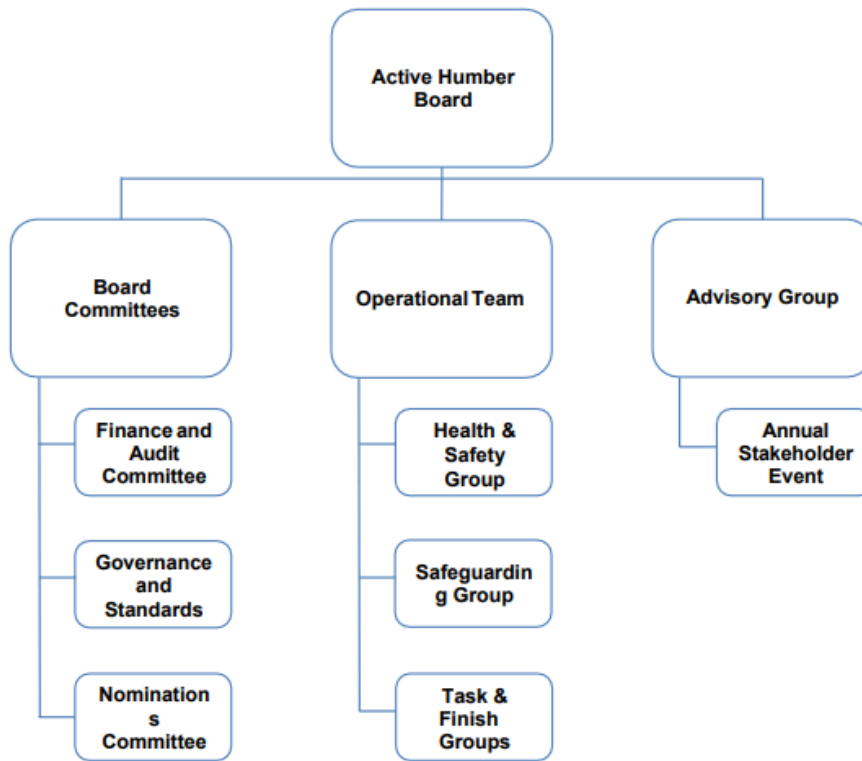 Active Humber
Board
Board
Committees
Operational Team
Advisory Group
Finance and
Audit
Committee
Health &
Safety
Group
Annual
Stakeholder
Event
Governance
and
Standards
Safeguardin
g Group
Nomination
s
Committee
Task &
Finish
Groups